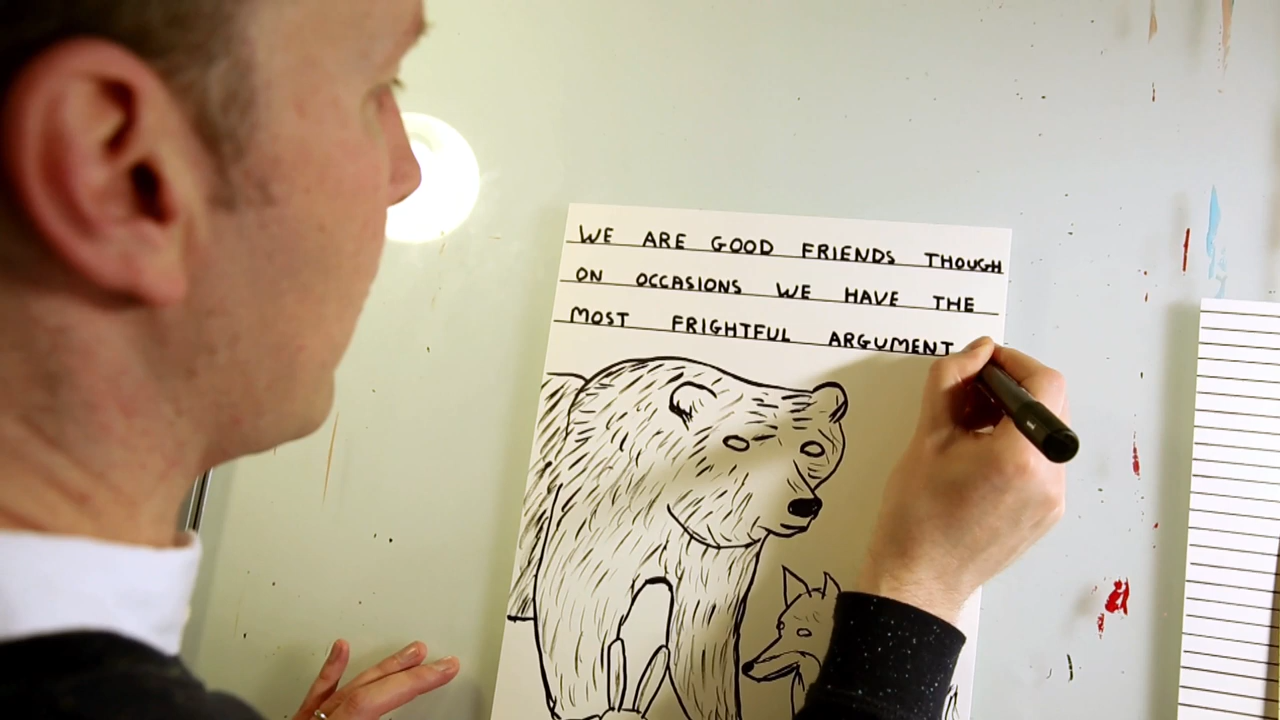 WE ARE GOOD FRIENDS THOUGH
ON OCCASIONS WE HAVE THE
MOST FRIGHTFUL ARGUMENT